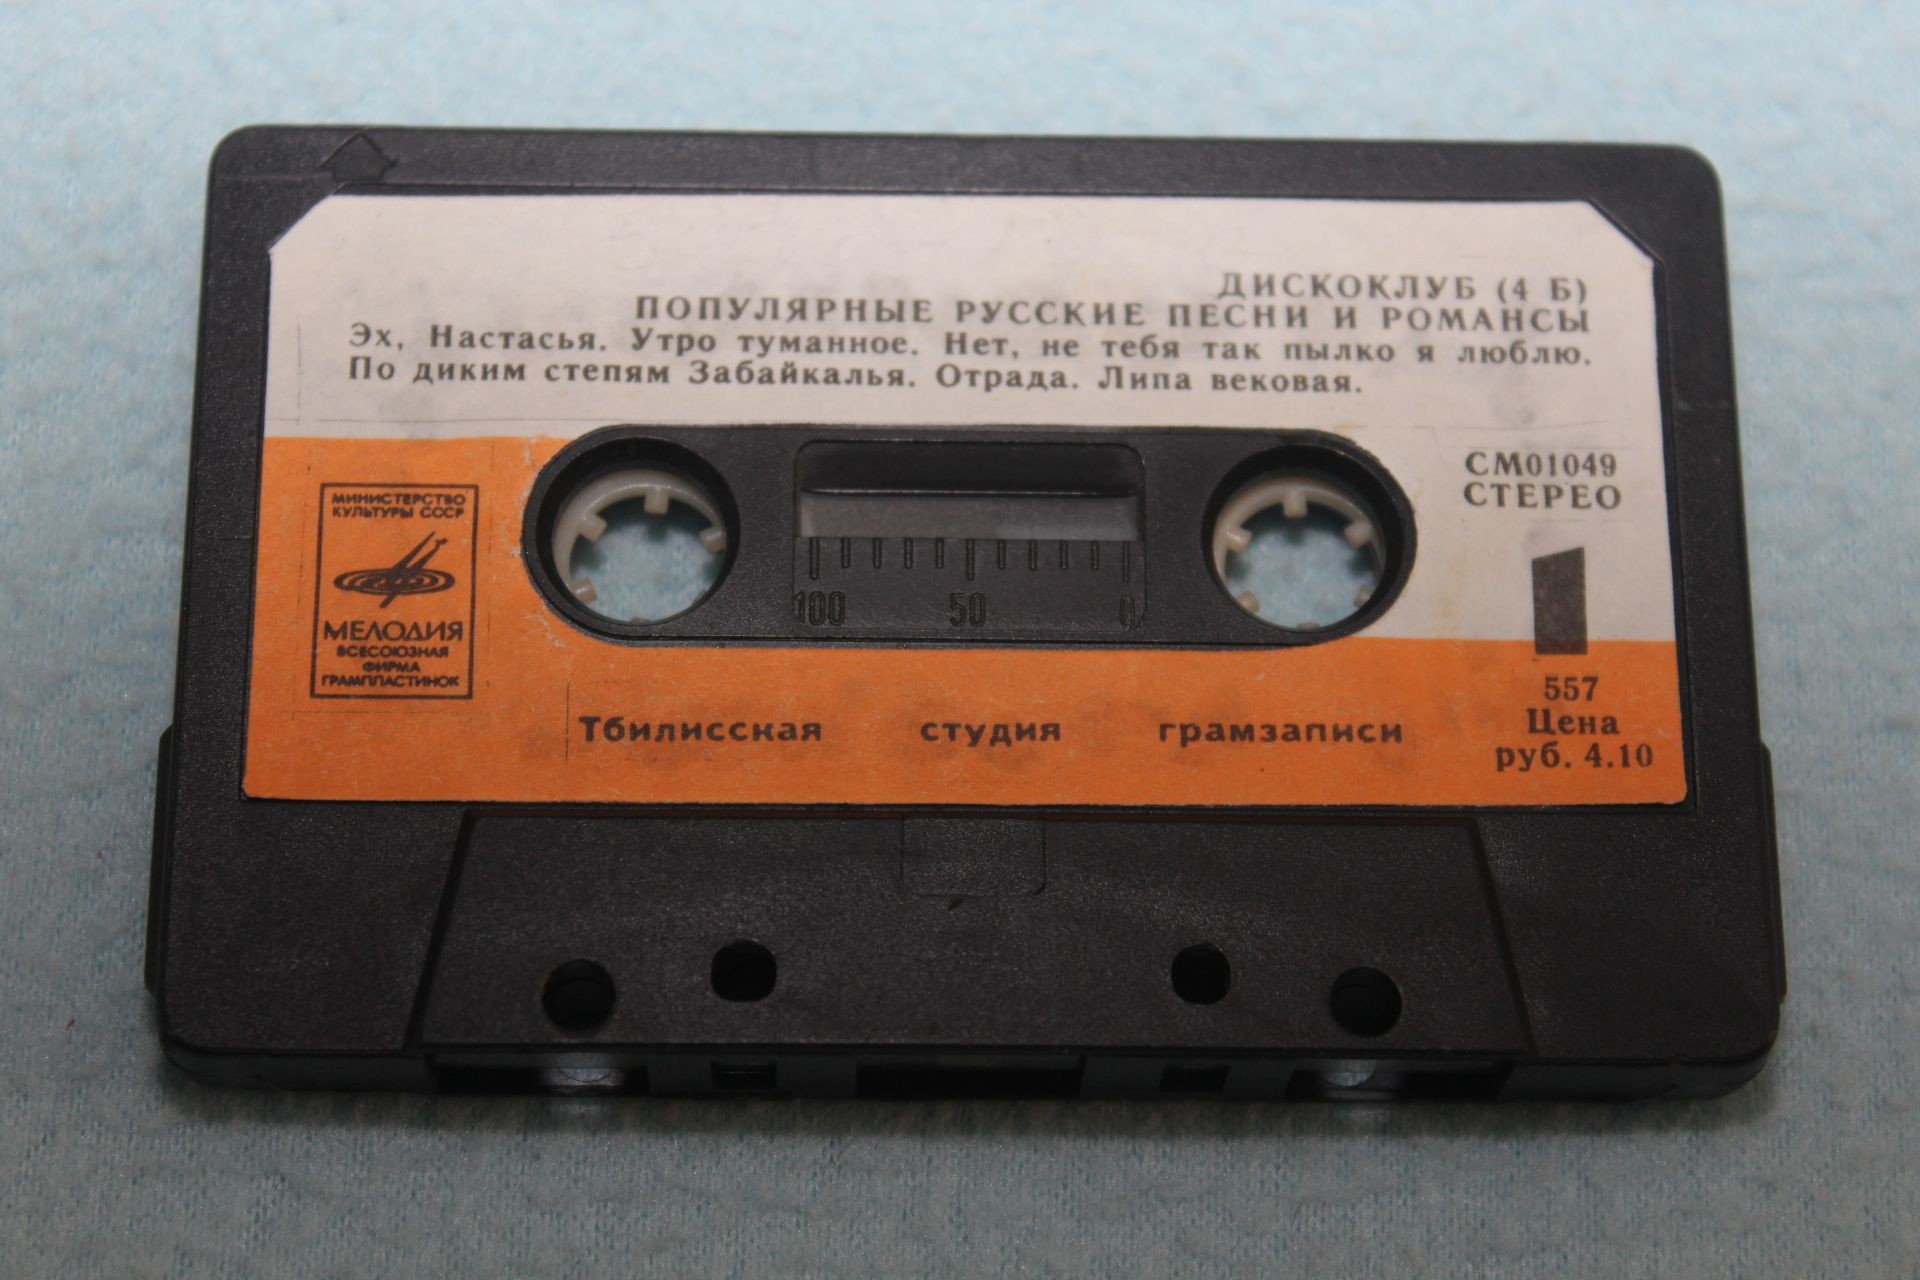 ДИСКОКЛУБ (4 Б)
ПОПУЛЯРНЫЕ РУССКИЕ ПЕСНИ И РОМАНСЫ
Эх, Настасья. Утро туманное. Нет, не тебя так пылко я люблю.
По диким степям Забайкалья. Отрада. Липа вековая.
СМ01049
СТЕРЕО
МИНИСТЕРСТВО
КУЛЬТУРЫ СССР
МЕЛОДИЯ
ВСЕСОЮЗНАЯ
ФИРМА
ГРАМПЛАСТИНОК
100 50 0
1
557
Цена
руб. 4.10
Тбилисская студия грамзаписи